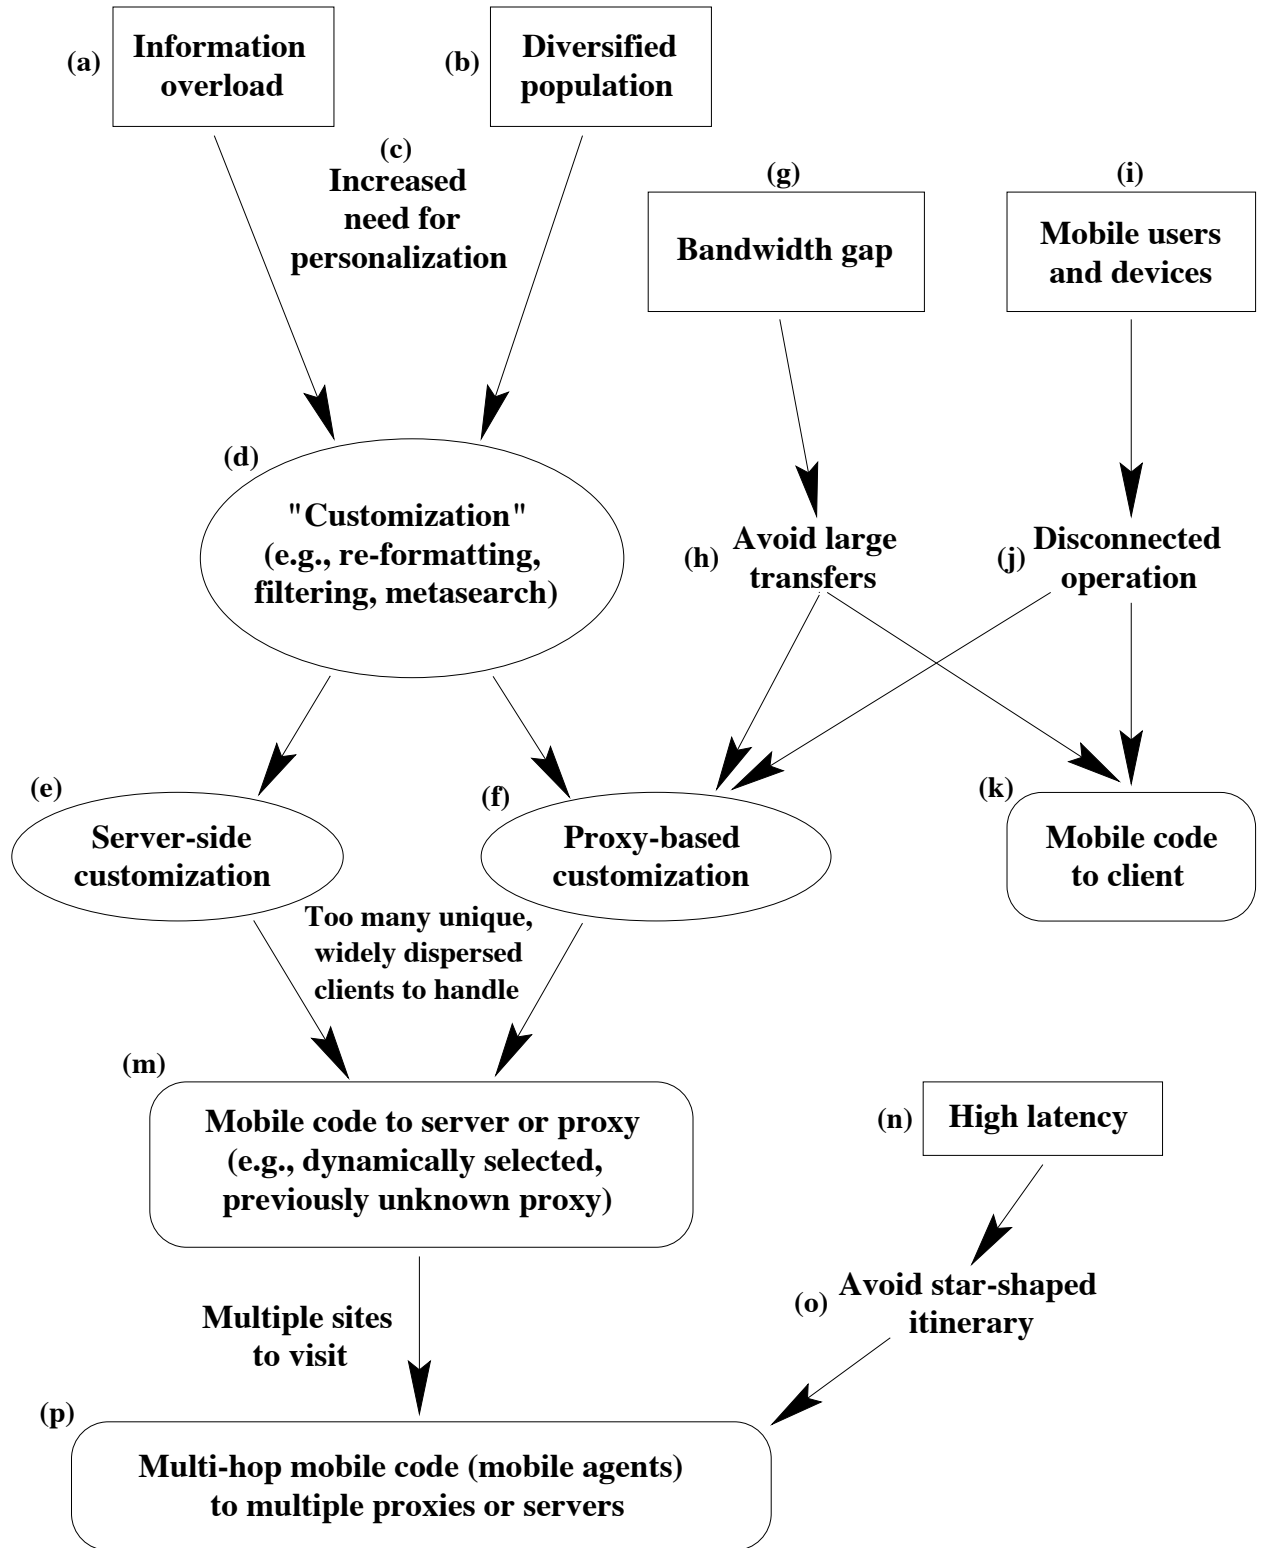 (a)
Information
overload
(b)
Diversified
population
(c)
Increased
need for
personalization
(g)
Bandwidth gap
(i)
Mobile users
and devices
(d)
"Customization"
(e.g., re-formatting,
filtering, metasearch)
(h)
Avoid large
transfers
(j)
Disconnected
operation
(e)
Server-side
customization
(f)
Proxy-based
customization
(k)
Mobile code
to client
Too many unique,
widely dispersed
clients to handle
(m)
Mobile code to server or proxy
(e.g., dynamically selected,
previously unknown proxy)
(n)
High latency
Multiple sites
to visit
(o)
Avoid star-shaped
itinerary
(p)
Multi-hop mobile code (mobile agents)
to multiple proxies or servers